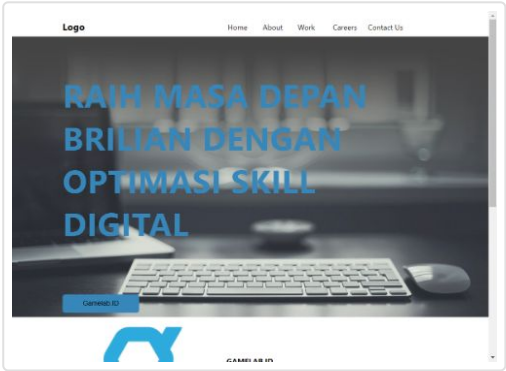 Logo
Home About Work Careers Contact Us
RAIH MASA DEPAN
BRILIAN DENGAN
OPTIMASI SKILL
DIGITAL
Gamelab ID
GAMELAB ID